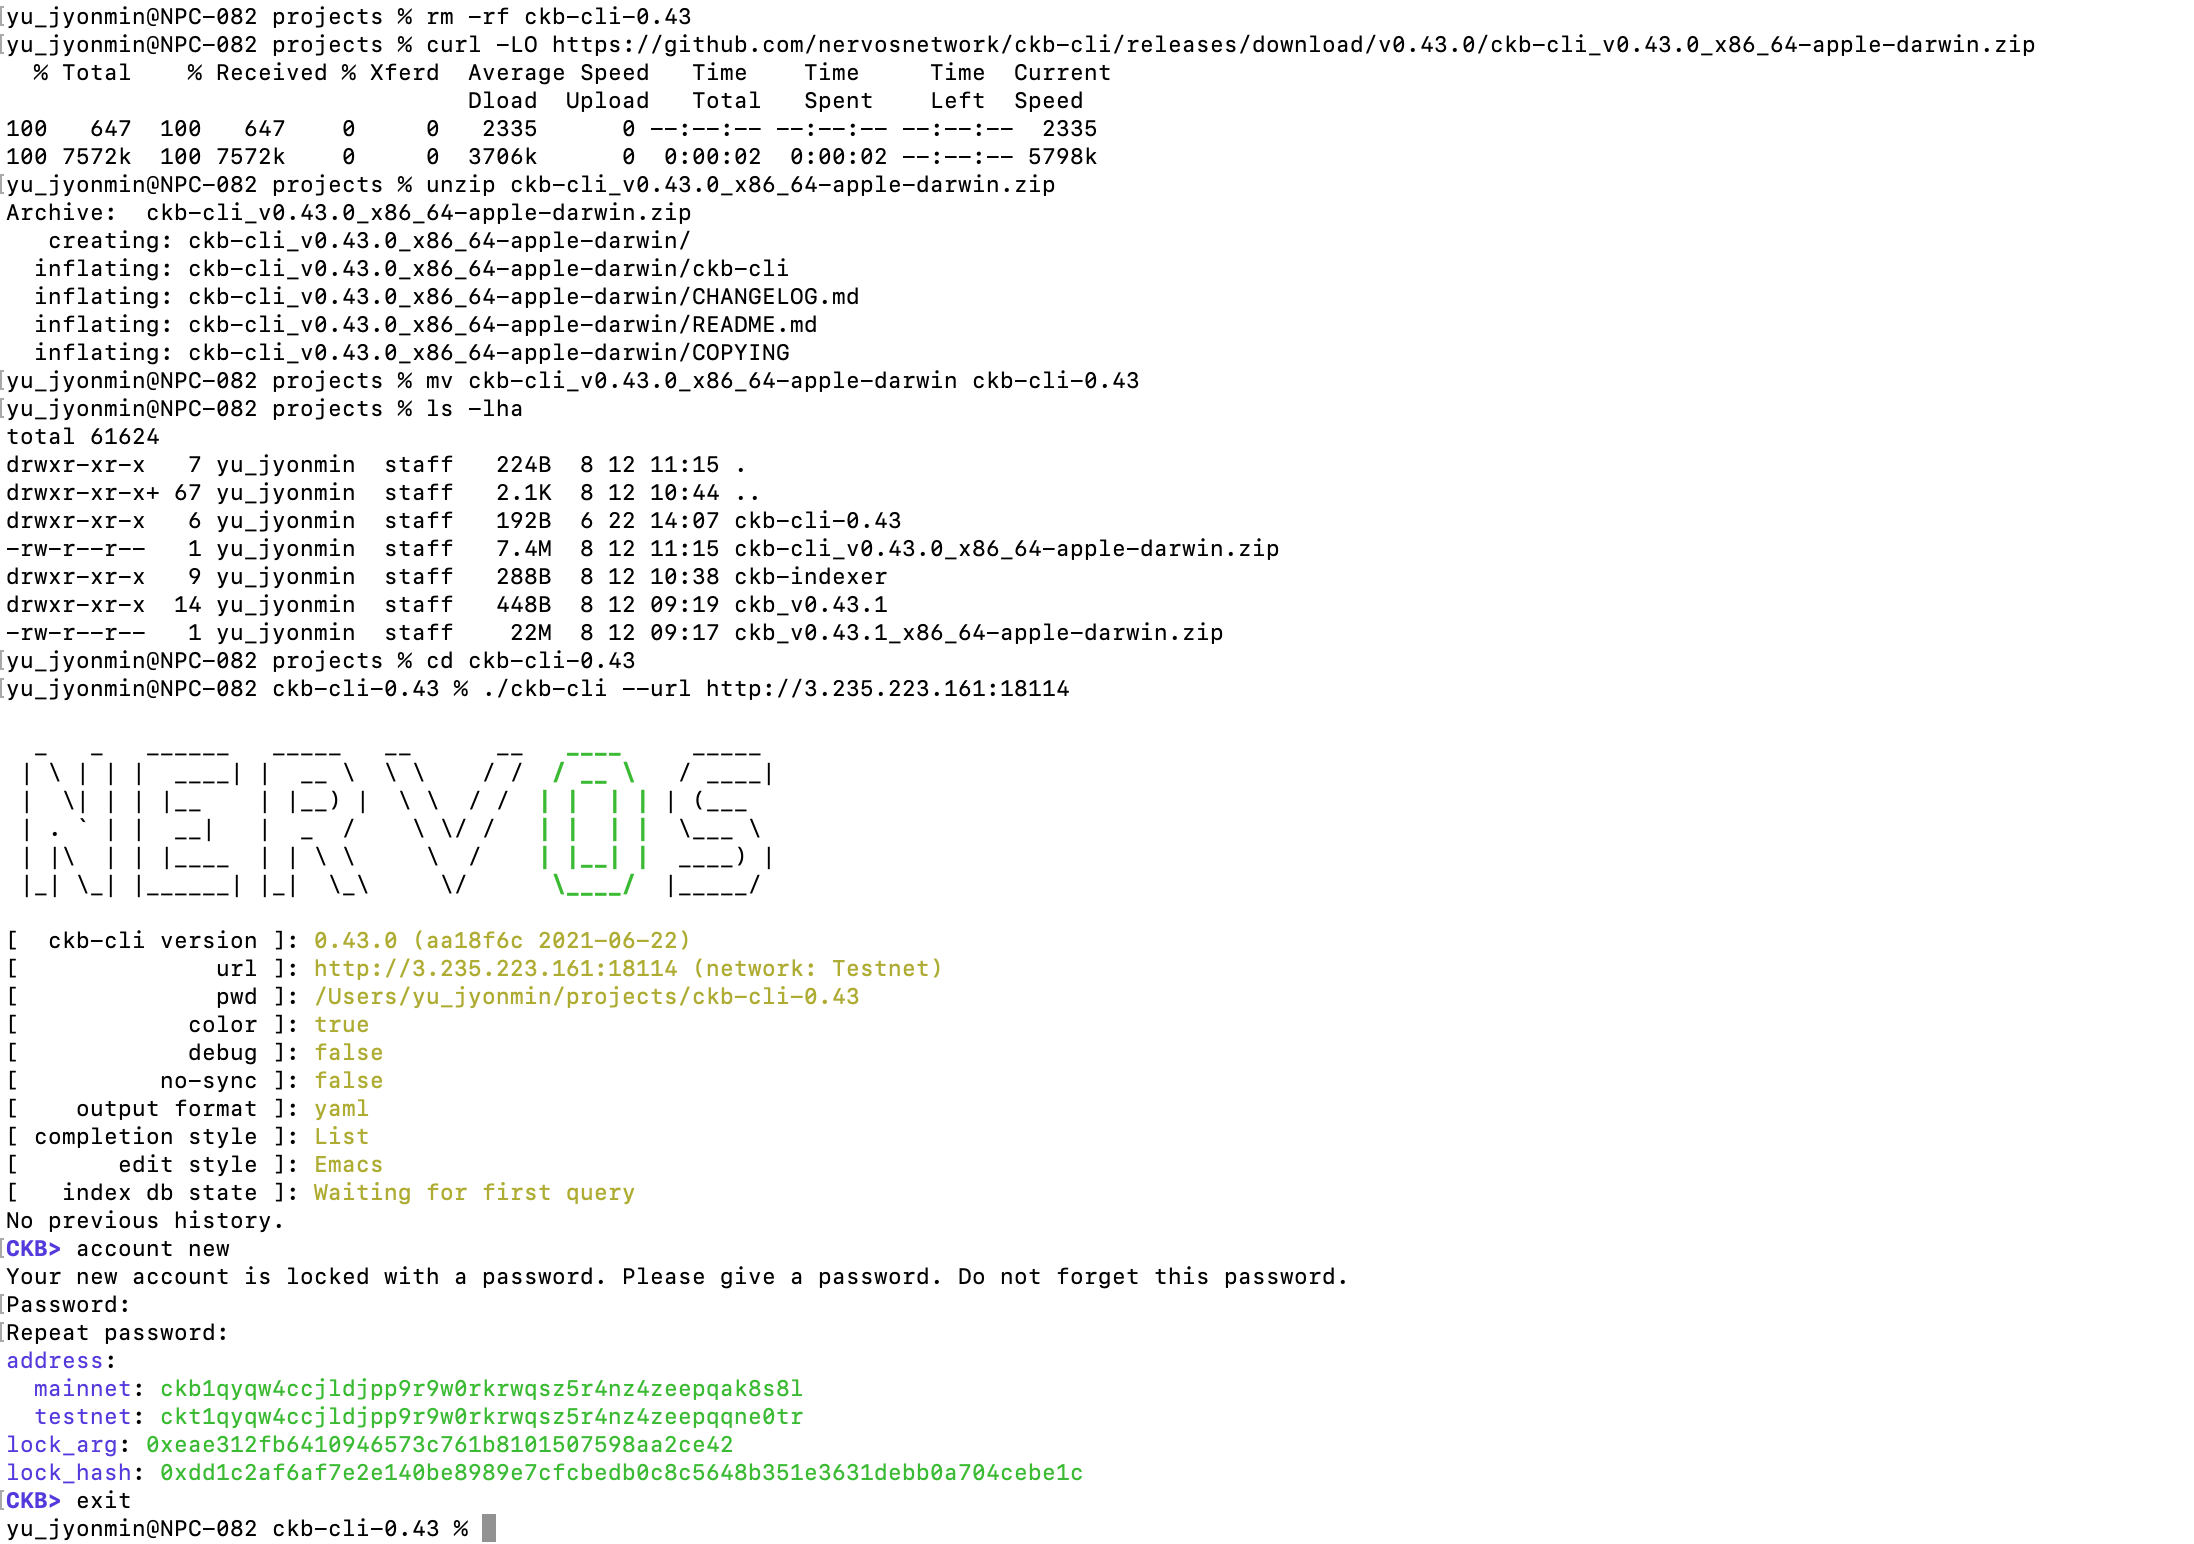 yu_jyonmin@NPC-082 projects % rm -rf ckb-cli-0.43
yu_jyonmin@NPC-082 projects % curl -LO https://github.com/nervosnetwork/ckb-cli/releases/download/v0.43.0/ckb-cli_v0.43.0_x86_64-apple-darwin.zip
  % Total    % Received % Xferd  Average Speed   Time    Time     Time  Current
                                 Dload  Upload   Total   Spent    Left  Speed
100   647  100   647    0     0   2335      0 --:--:-- --:--:-- --:--:--  2335
100 7572k  100 7572k    0     0  3706k      0  0:00:02  0:00:02 --:--:-- 5798k
yu_jyonmin@NPC-082 projects % unzip ckb-cli_v0.43.0_x86_64-apple-darwin.zip
Archive:  ckb-cli_v0.43.0_x86_64-apple-darwin.zip
   creating: ckb-cli_v0.43.0_x86_64-apple-darwin/
  inflating: ckb-cli_v0.43.0_x86_64-apple-darwin/ckb-cli
  inflating: ckb-cli_v0.43.0_x86_64-apple-darwin/CHANGELOG.md
  inflating: ckb-cli_v0.43.0_x86_64-apple-darwin/README.md
  inflating: ckb-cli_v0.43.0_x86_64-apple-darwin/COPYING
yu_jyonmin@NPC-082 projects % mv ckb-cli_v0.43.0_x86_64-apple-darwin ckb-cli-0.43
yu_jyonmin@NPC-082 projects % ls -lha
total 61624
drwxr-xr-x   7 yu_jyonmin  staff   224B  8 12 11:15 .
drwxr-xr-x+ 67 yu_jyonmin  staff   2.1K  8 12 10:44 ..
drwxr-xr-x   6 yu_jyonmin  staff   192B  6 22 14:07 ckb-cli-0.43
-rw-r--r--   1 yu_jyonmin  staff   7.4M  8 12 11:15 ckb-cli_v0.43.0_x86_64-apple-darwin.zip
drwxr-xr-x   9 yu_jyonmin  staff   288B  8 12 10:38 ckb-indexer
drwxr-xr-x  14 yu_jyonmin  staff   448B  8 12 09:19 ckb_v0.43.1
-rw-r--r--   1 yu_jyonmin  staff    22M  8 12 09:17 ckb_v0.43.1_x86_64-apple-darwin.zip
yu_jyonmin@NPC-082 projects % cd ckb-cli-0.43
yu_jyonmin@NPC-082 ckb-cli-0.43 % ./ckb-cli --url http://3.235.223.161:18114
NERVOS
[  ckb-cli version ]: 0.43.0 (aa18f6c 2021-06-22)
[              url ]: http://3.235.223.161:18114 (network: Testnet)
[              pwd ]: /Users/yu_jyonmin/projects/ckb-cli-0.43
[            color ]: true
[            debug ]: false
[          no-sync ]: false
[    output format ]: yaml
[ completion style ]: List
[       edit style ]: Emacs
[   index db state ]: Waiting for first query
No previous history.
CKB> account new
Your new account is locked with a password. Please give a password. Do not forget this password.
Password:
Repeat password:
address:
  mainnet: ckb1qyqw4ccjldjpp9r9w0rkrwqsz5r4nz4zeepqak8s8l
  testnet: ckt1qyqw4ccjldjpp9r9w0rkrwqsz5r4nz4zeepqqne0tr
lock_arg: 0xeae312fb6410946573c761b8101507598aa2ce42
lock_hash: 0xdd1c2af6af7e2e140be8989e7cfcbedb0c8c5648b351e3631debb0a704cebe1c
CKB> exit
yu_jyonmin@NPC-082 ckb-cli-0.43 %